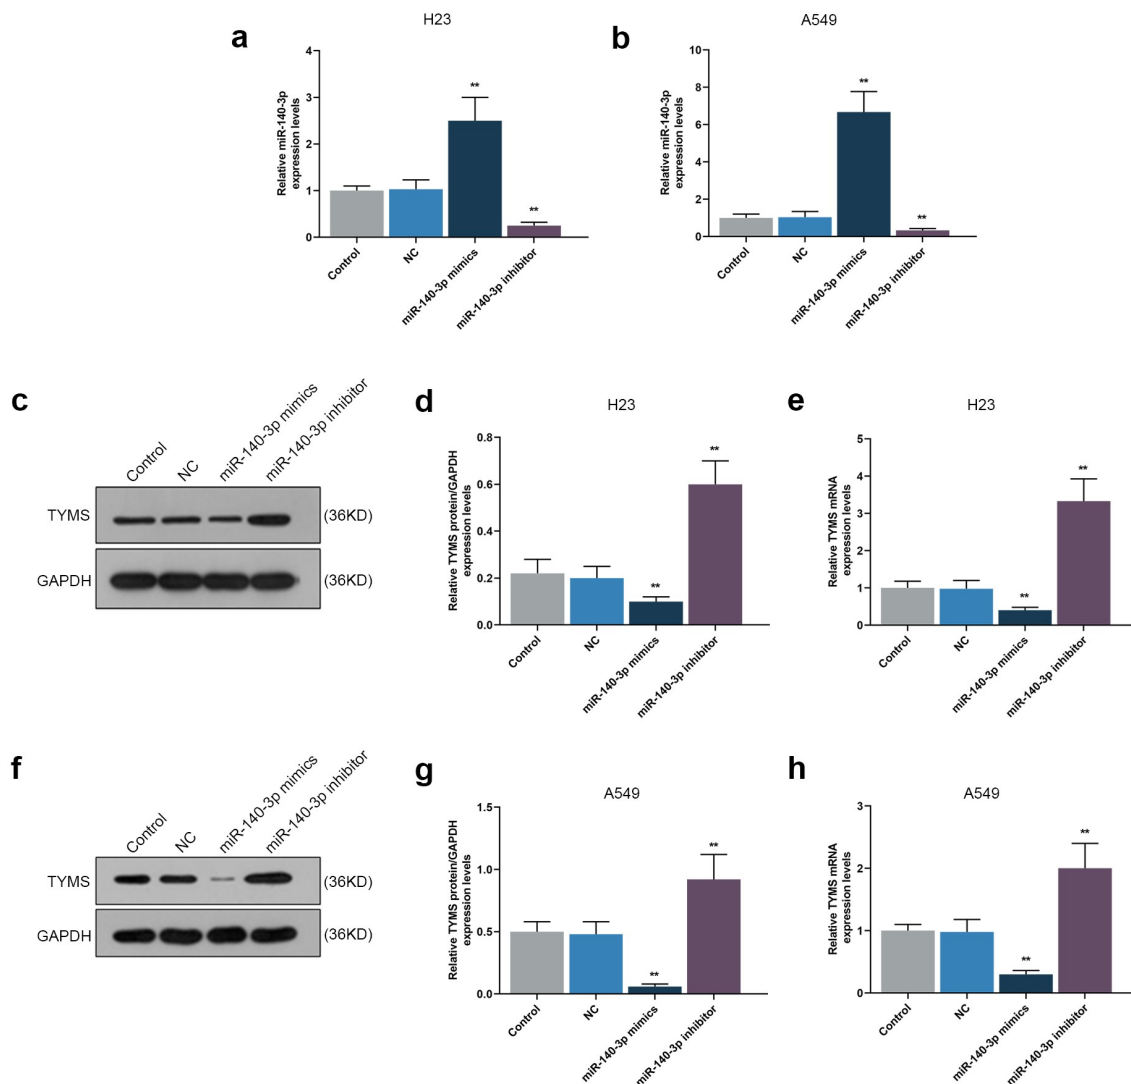 a
H23
Relative miR-140-3p
expression levels
4
3
2
1
0
**
**
Control
NC
miR-140-3p mimics
miR-140-3p inhibitor
b
A549
Relative miR-140-3p
expression levels
10
8
6
4
2
0
**
**
Control
NC
miR-140-3p mimics
miR-140-3p inhibitor
c
Control
NC
miR-140-3p mimics
miR-140-3p inhibitor
TYMS
(36KD)
GAPDH
(36KD)
d
H23
Relative TYMS protein/GAPDH
expression levels
0.8
0.6
0.4
0.2
0.0
**
**
Control
NC
miR-140-3p mimics
miR-140-3p inhibitor
e
H23
Relative TYMS mRNA
expression levels
5
4
3
2
1
0
**
**
Control
NC
miR-140-3p mimics
miR-140-3p inhibitor
f
Control
NC
miR-140-3p mimics
miR-140-3p inhibitor
TYMS
(36KD)
GAPDH
(36KD)
g
A549
Relative TYMS protein/GAPDH
expression levels
1.5
1.0
0.5
0.0
**
**
Control
NC
miR-140-3p mimics
miR-140-3p inhibitor
h
A549
Relative TYMS mRNA
expression levels
3
2
1
0
**
**
Control
NC
miR-140-3p mimics
miR-140-3p inhibitor